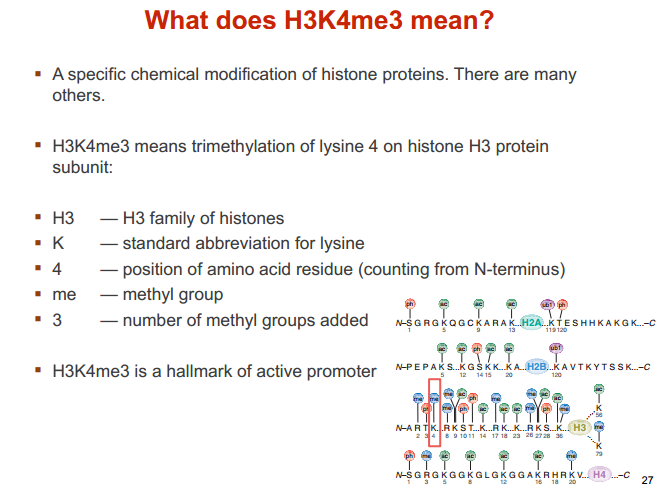 What does H3K4me3 mean?
▪ A specific chemical modification of histone proteins. There are many
others.
▪ H3K4me3 means trimethylation of lysine 4 on histone H3 protein
subunit:
▪ H3 — H3 family of histones
▪ K — standard abbreviation for lysine
▪ 4 — position of amino acid residue (counting from N-terminus)
▪ me — methyl group
▪ 3 — number of methyl groups added
▪ H3K4me3 is a hallmark of active promoter
ph ac ac ac ub1 ph
N–SGRGKQGCKARAK...H2A...KTESHHKAKGK...–C
1 5 9 13 119 120
ac ac ph ac ac ub1
N–PEPAKS...KGKSKK...KA...H2B...KAVTKYTSSK...–C
5 12 14 15 20 120
me me me ac ac ph me ac me ac ac ac
ph me ph ac ac me ph me K
56
N–ARTK...RKST...K...RK...K...RKS...K... H3 me
2 3 4 8 9 10 11 14 17 18 23 26 27 28 36 K
79
ph me ac ac ac ac me
N–SGRGKGGKGLGKGGAKRHRKV... H4 –C
1 3 5 8 12 16 20
27